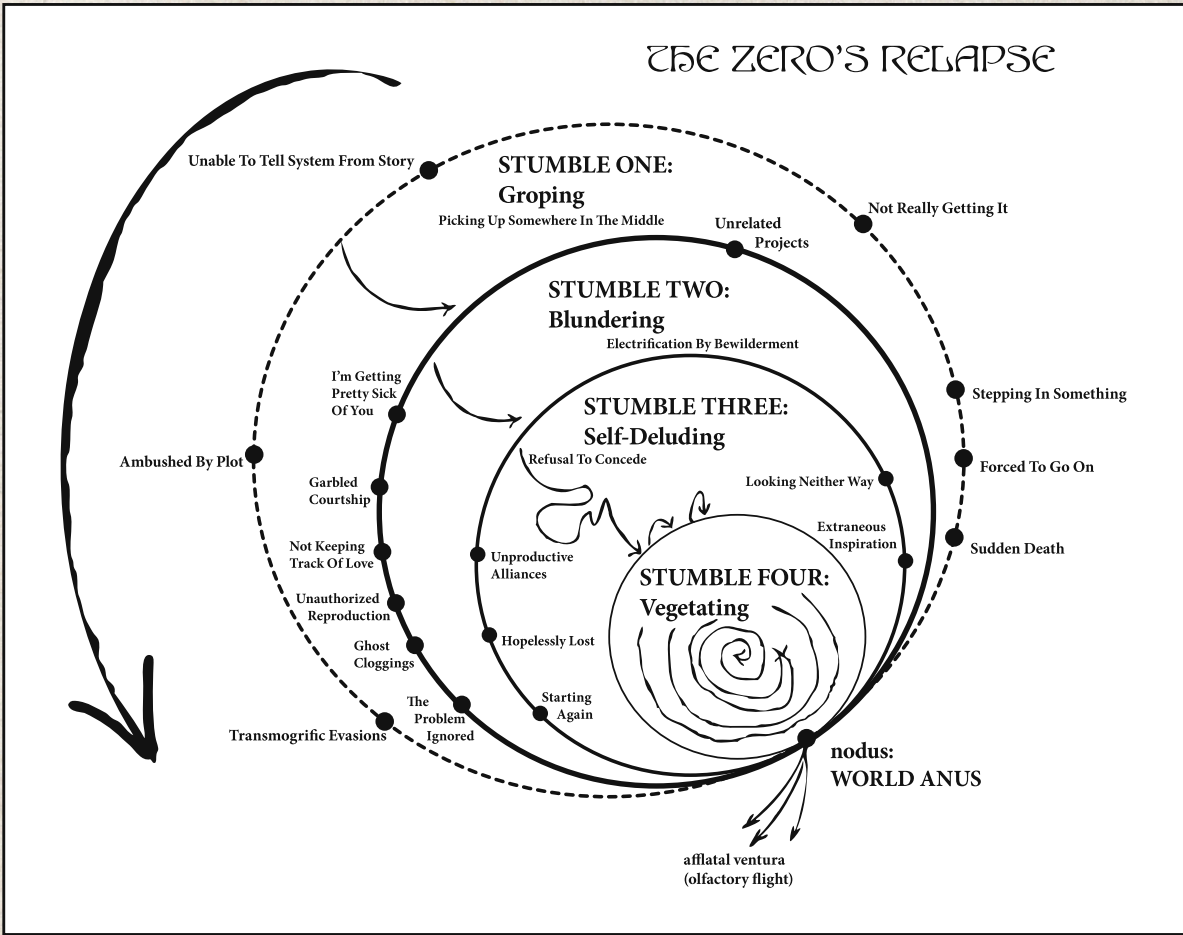 THE ZERO'S RELAPSE
Unable To Tell System From Story
STUMBLE ONE:
Groping
Picking Up Somewhere In The Middle
Not Really Getting It
Unrelated
Projects
STUMBLE TWO:
Blundering
Electrification By Bewilderment
I'm Getting
Pretty Sick
Of You
Stepping In Something
STUMBLE THREE:
Self-Deluding
Refusal To Concede
Ambushed By Plot
Forced To Go On
Looking Neither Way
Garbled
Courtship
Extraneous
Inspiration
Not Keeping
Track Of Love
Sudden Death
Unproductive
Alliances
STUMBLE FOUR:
Vegetating
Unauthorized
Reproduction
Hopelessly Lost
Ghost
Cloggings
Starting
Again
The
Problem
Ignored
Transmogrific Evasions
nodus:
WORLD ANUS
afflatal ventura
(olfactory flight)